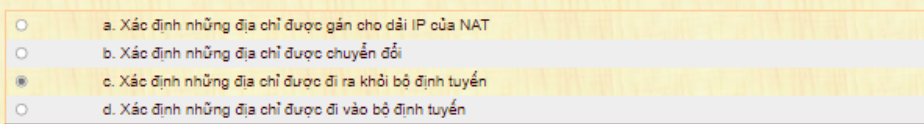 a. Xác định những địa chỉ được gán cho dải IP của NAT
b. Xác định những địa chỉ được chuyển đổi
c. Xác định những địa chỉ được đi ra khỏi bộ định tuyến
d. Xác định những địa chỉ được đi vào bộ định tuyến